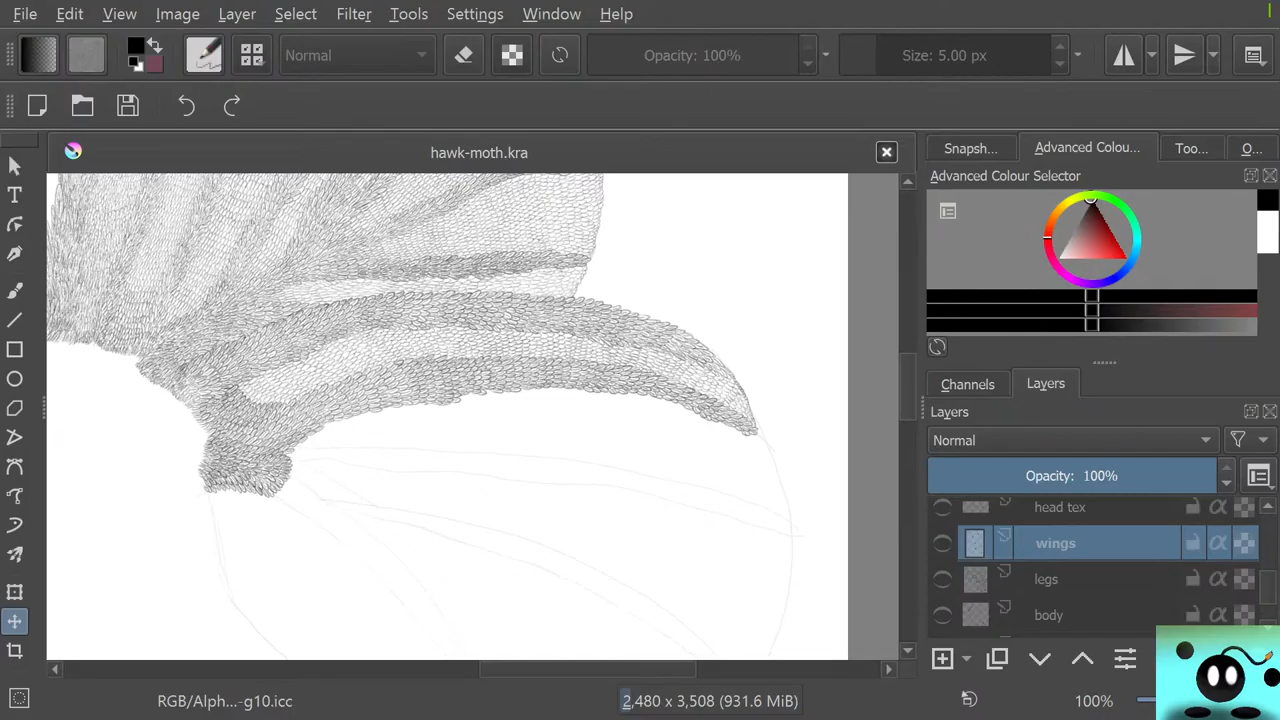 File Edit View Image Layer Select Filter Tools Settings Window Help
Normal Opacity: 100% Size: 5.00 px
hawk-moth.kra
Snapsh... Advanced Colou... Too... O...
Advanced Colour Selector
Channels Layers
Layers
Normal
Opacity: 100%
head tex
wings
legs
body
RGB/Alph...-g10.icc 2,480 x 3,508 (931.6 MiB) 100%